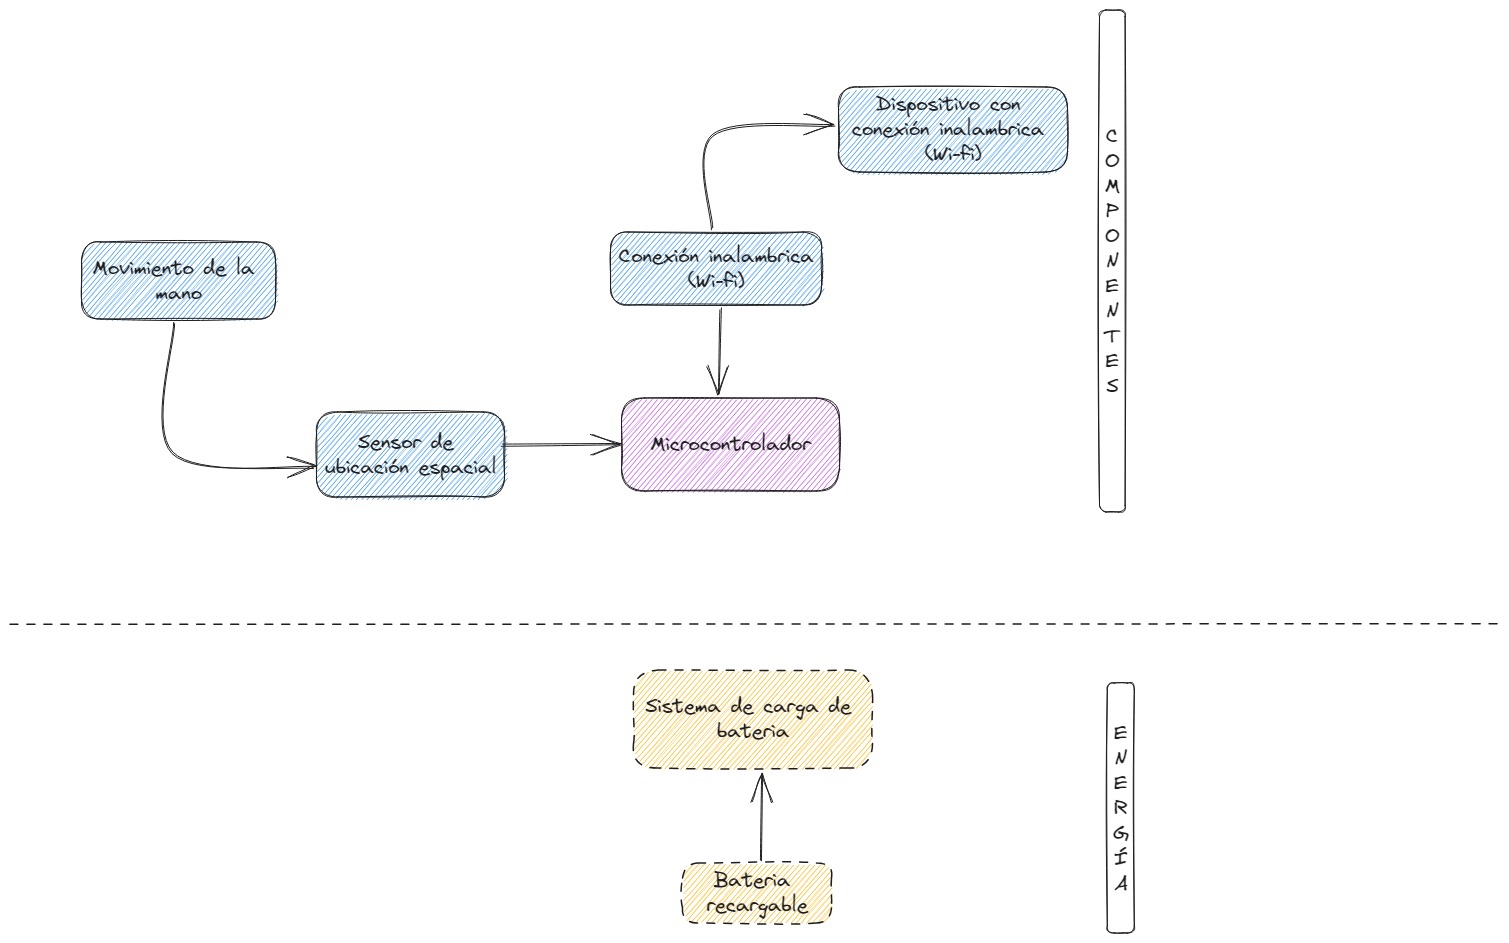 Dispositivo con
conexión inalambrica
(Wi-fi)
Movimiento de la
mano
Conexión inalambrica
(Wi-fi)
Sensor de
ubicación espacial
Microcontrolador
C
O
M
P
O
N
E
N
T
E
S
Sistema de carga de
bateria
Bateria
recargable
E
N
E
R
G
Í
A